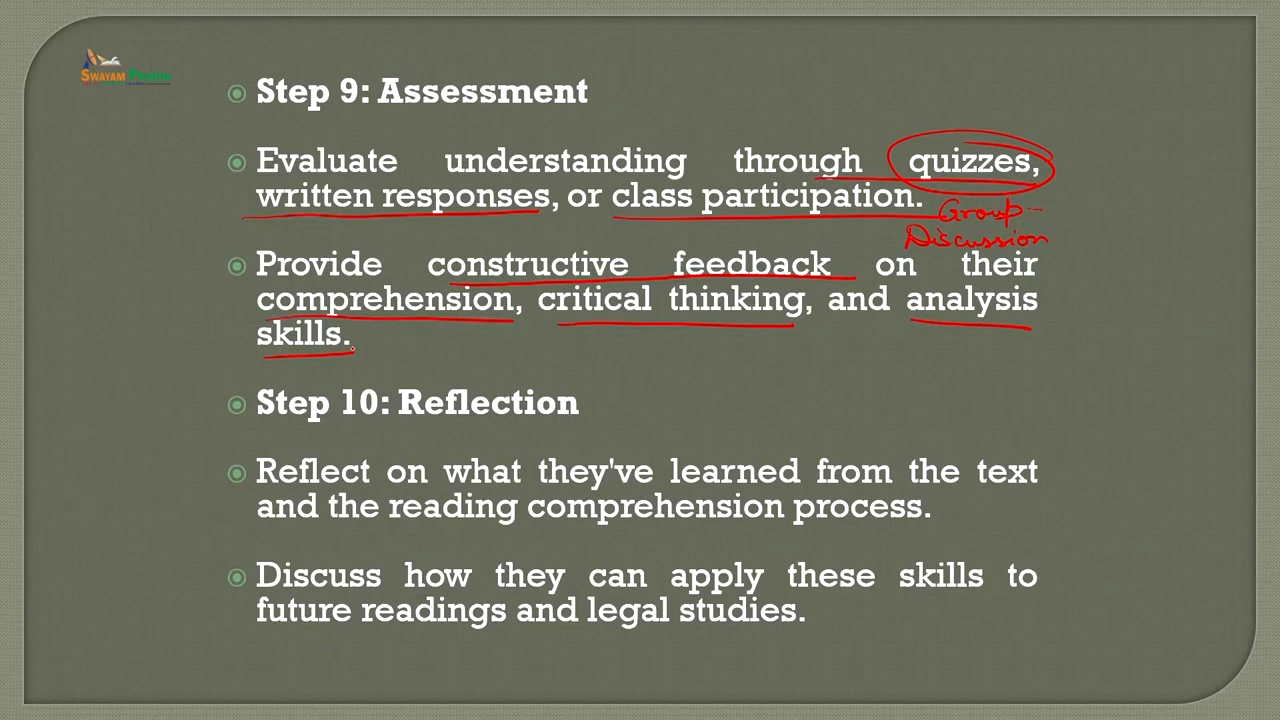 SWAYAM PRABHA
Step 9: Assessment
Evaluate understanding through quizzes,
written responses, or class participation.
Group
Discussion
Provide constructive feedback on their
comprehension, critical thinking, and analysis
skills.
Step 10: Reflection
Reflect on what they've learned from the text
and the reading comprehension process.
Discuss how they can apply these skills to
future readings and legal studies.